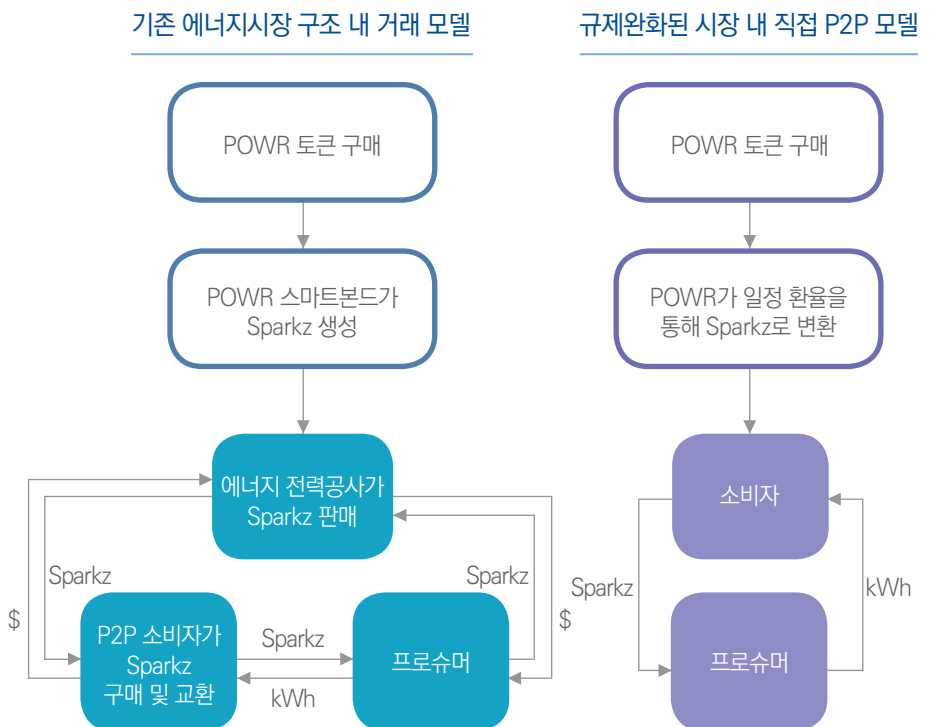 기존 에너지시장 구조 내 거래 모델
POWR 토큰 구매
POWR 스마트본드가
Sparkz 생성
에너지 전력공사가
Sparkz 판매
Sparkz
Sparkz
$
$
P2P 소비자가
Sparkz
구매 및 교환
Sparkz
kWh
프로슈머
규제완화된 시장 내 직접 P2P 모델
POWR 토큰 구매
POWR가 일정 환율을
통해 Sparkz로 변환
소비자
Sparkz
kWh
프로슈머